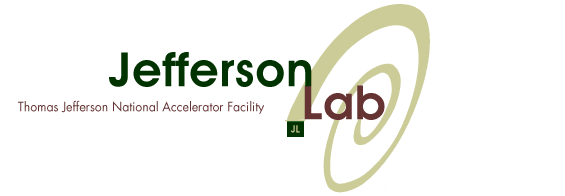 Jefferson
Lab
Thomas Jefferson National Accelerator Facility
JL